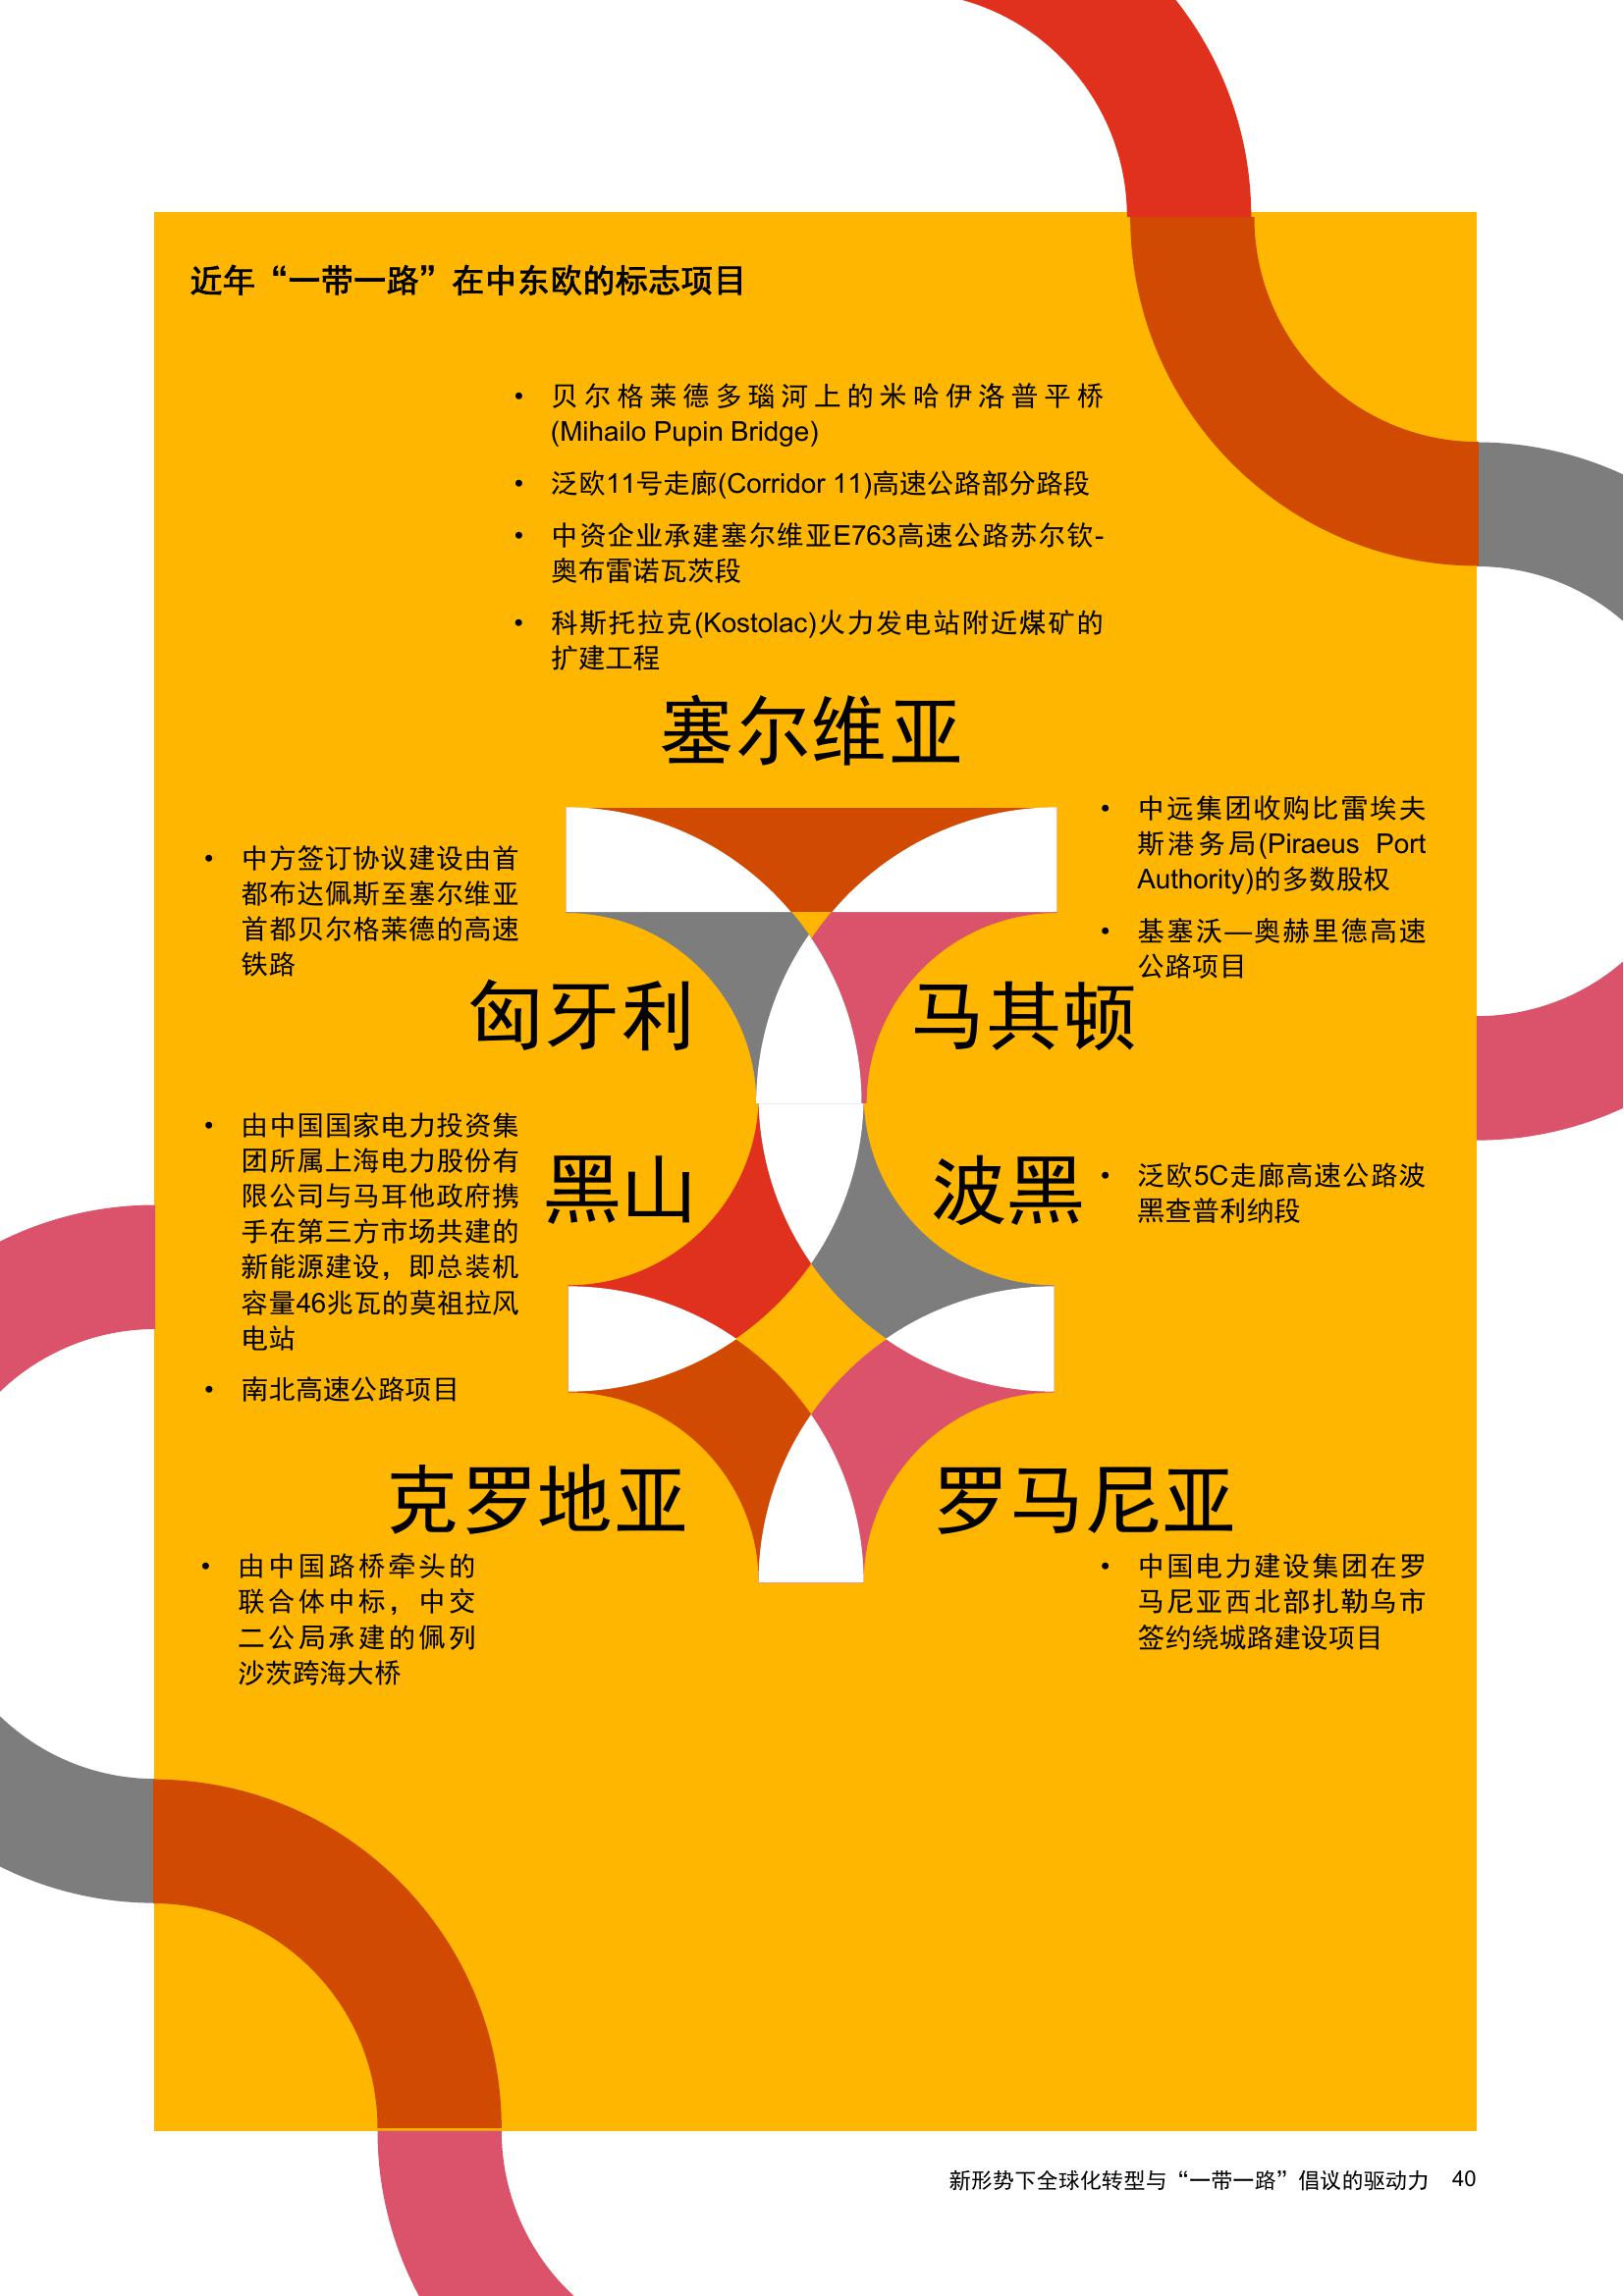 近年“一带一路”在中东欧的标志项目
• 贝尔格莱德多瑙河上的米哈伊洛普平桥
(Mihailo Pupin Bridge)
• 泛欧11号走廊(Corridor 11)高速公路部分路段
• 中资企业承建塞尔维亚E763高速公路苏尔钦-
奥布雷诺瓦茨段
• 科斯托拉克(Kostolac)火力发电站附近煤矿的
扩建工程
塞尔维亚
• 中方签订协议建设由首
都布达佩斯至塞尔维亚
首都贝尔格莱德的高速
铁路
匈牙利
• 中远集团收购比雷埃夫
斯港务局(Piraeus Port
Authority)的多数股权
• 基塞沃—奥赫里德高速
公路项目
马其顿
• 由中国国家电力投资集
团所属上海电力股份有
限公司与马耳他政府携
手在第三方市场共建的
新能源建设，即总装机
容量46兆瓦的莫祖拉风
电站
• 南北高速公路项目
黑山
波黑
• 泛欧5C走廊高速公路波
黑查普利纳段
克罗地亚
• 由中国路桥牵头的
联合体中标，中交
二公局承建的佩列
沙茨跨海大桥
罗马尼亚
• 中国电力建设集团在罗
马尼亚西北部扎勒乌市
签约绕城路建设项目
新形势下全球化转型与“一带一路”倡议的驱动力 40